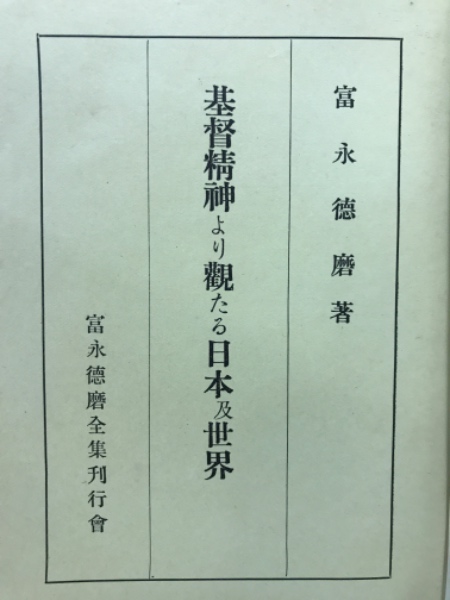 富永德磨著
基督精神より觀たる日本及世界
富永德磨全集刊行會